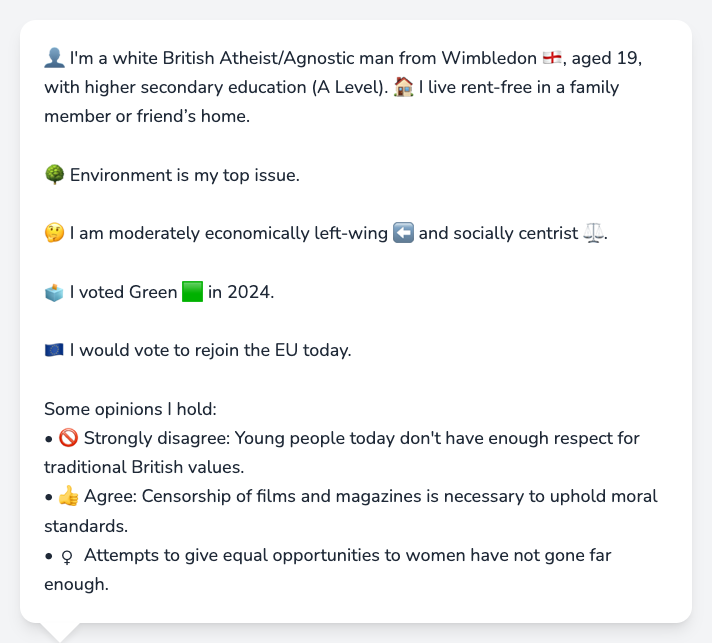 👤 I'm a white British Atheist/Agnostic man from Wimbledon 🏴󠁧󠁢󠁥󠁮󠁧󠁿, aged 19,
with higher secondary education (A Level). 🏠 I live rent-free in a family
member or friend’s home.
🌳 Environment is my top issue.
🤔 I am moderately economically left-wing ⬅️ and socially centrist ⚖️.
🗳️ I voted Green 🟩 in 2024.
🇪🇺 I would vote to rejoin the EU today.
Some opinions I hold:
• 🚫 Strongly disagree: Young people today don't have enough respect for
traditional British values.
• 👍 Agree: Censorship of films and magazines is necessary to uphold moral
standards.
• ♀ Attempts to give equal opportunities to women have not gone far
enough.